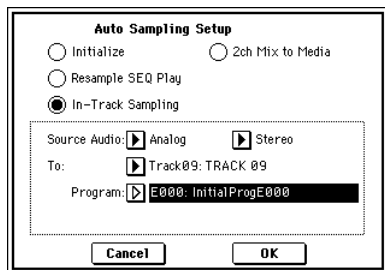 Auto Sampling Setup
Initialize 2ch Mix to Media
Resample SEQ Play
In-Track Sampling
Source Audio: Analog Stereo
To: Track09: TRACK 09
Program: E000: InitialProgE000
Cancel OK